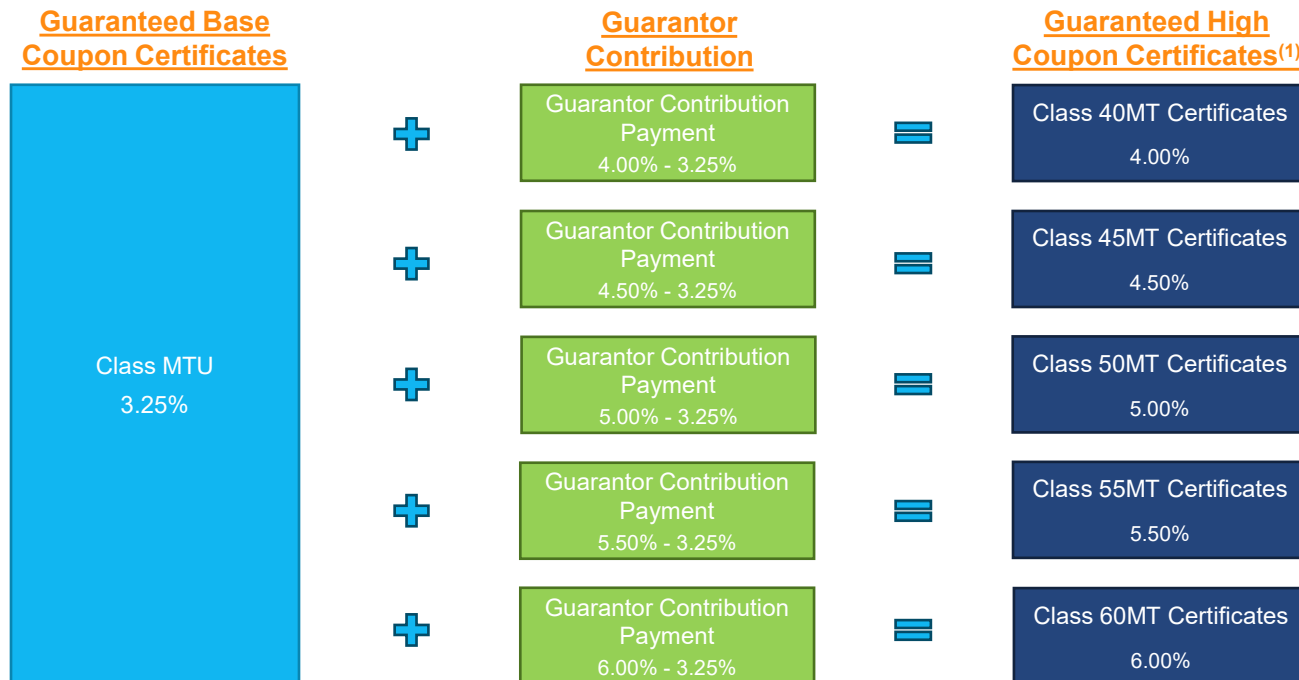 Guaranteed Base
Coupon Certificates
Guarantor
Contribution
Guaranteed High
Coupon Certificates(1)
Class MTU
3.25%
Guarantor Contribution
Payment
4.00% - 3.25%
Class 40MT Certificates
4.00%
Guarantor Contribution
Payment
4.50% - 3.25%
Class 45MT Certificates
4.50%
Guarantor Contribution
Payment
5.00% - 3.25%
Class 50MT Certificates
5.00%
Guarantor Contribution
Payment
5.50% - 3.25%
Class 55MT Certificates
5.50%
Guarantor Contribution
Payment
6.00% - 3.25%
Class 60MT Certificates
6.00%